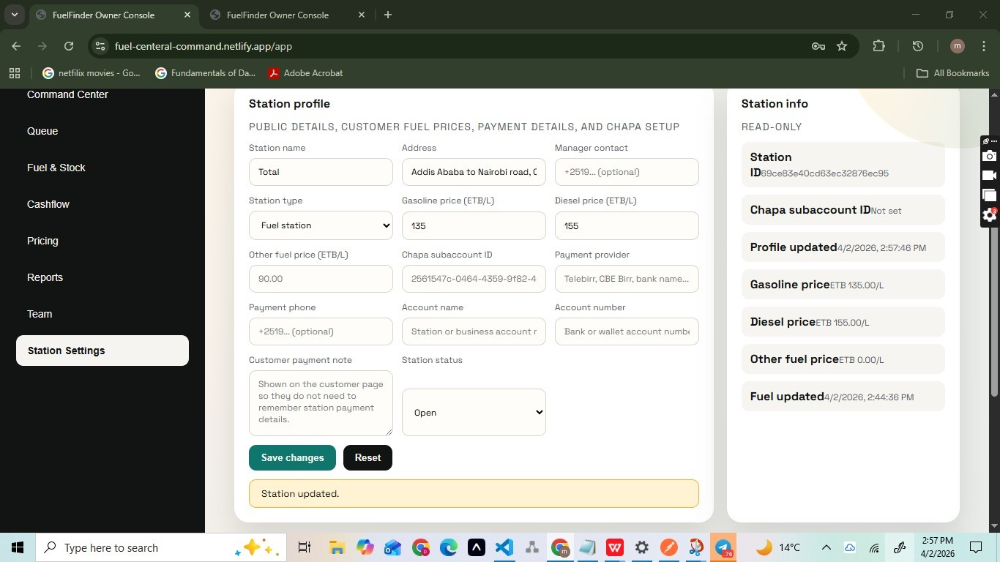 FuelFinder Owner Console
FuelFinder Owner Console
fuel-centeral-command.netlify.app/app
m
netfilix movies - Go...
Fundamentals of Da...
Adobe Acrobat
All Bookmarks
Command Center
Queue
Fuel & Stock
Cashflow
Pricing
Reports
Team
Station Settings
Station profile
PUBLIC DETAILS, CUSTOMER FUEL PRICES, PAYMENT DETAILS, AND CHAPA SETUP
Station name
Address
Manager contact
Total
Addis Ababa to Nairobi road,
+2519... (optional)
Station type
Gasoline price (ETB/L)
Diesel price (ETB/L)
Fuel station
135
155
Other fuel price (ETB/L)
Chapa subaccount ID
Payment provider
90.00
2561547c-0464-4359-9f82-4
Telebirr, CBE Birr, bank name...
Payment phone
Account name
Account number
+2519... (optional)
Station or business account
Bank or wallet account numbe
Customer payment note
Station status
Shown on the customer page
so they do not need to
remember station payment
details.
Open
Save changes
Reset
Station updated.
Station info
READ-ONLY
Station
ID69ce83e40cd63ec32876ec95
Chapa subaccount IDNot set
Profile updated4/2/2026, 2:57:46 PM
Gasoline priceETB 135.00/L
Diesel priceETB 155.00/L
Other fuel priceETB 0.00/L
Fuel updated4/2/2026, 2:44:36 PM
Type here to search
76
14°C
2:57 PM
4/2/2026